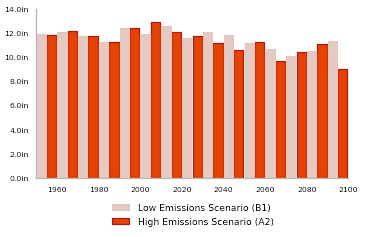 14.0in
12.0in
10.0in
8.0in
6.0in
4.0in
2.0in
0.0in
1960 1980 2000 2020 2040 2060 2080 2100
Low Emissions Scenario (B1)
High Emissions Scenario (A2)